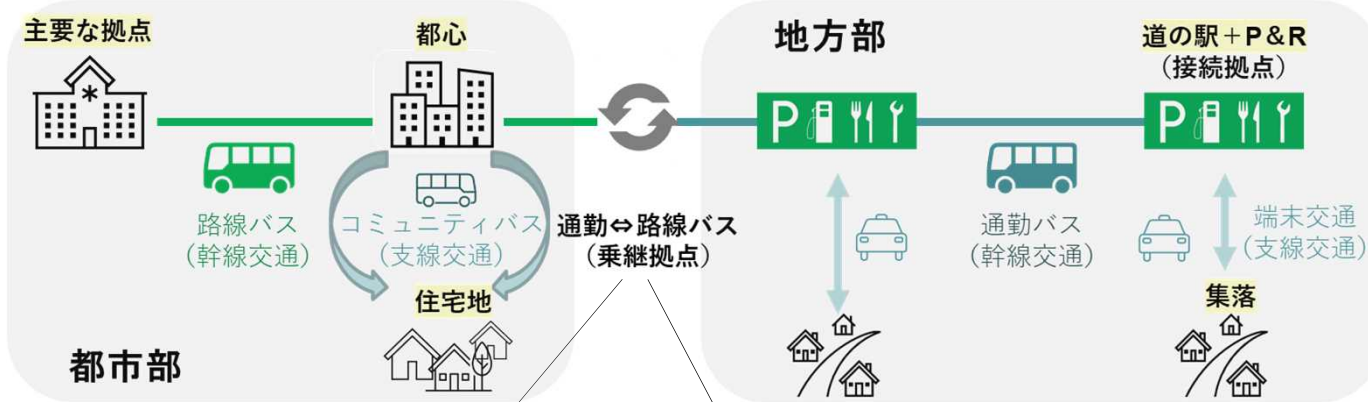 主要な拠点
都心
路線バス
(幹線交通)
コミュニティバス
(支線交通)
住宅地
都市部
通勤⇔路線バス
(乗継拠点)
地方部
道の駅＋P&R
(接続拠点)
P
P
通勤バス
(幹線交通)
端末交通
(支線交通)
集落